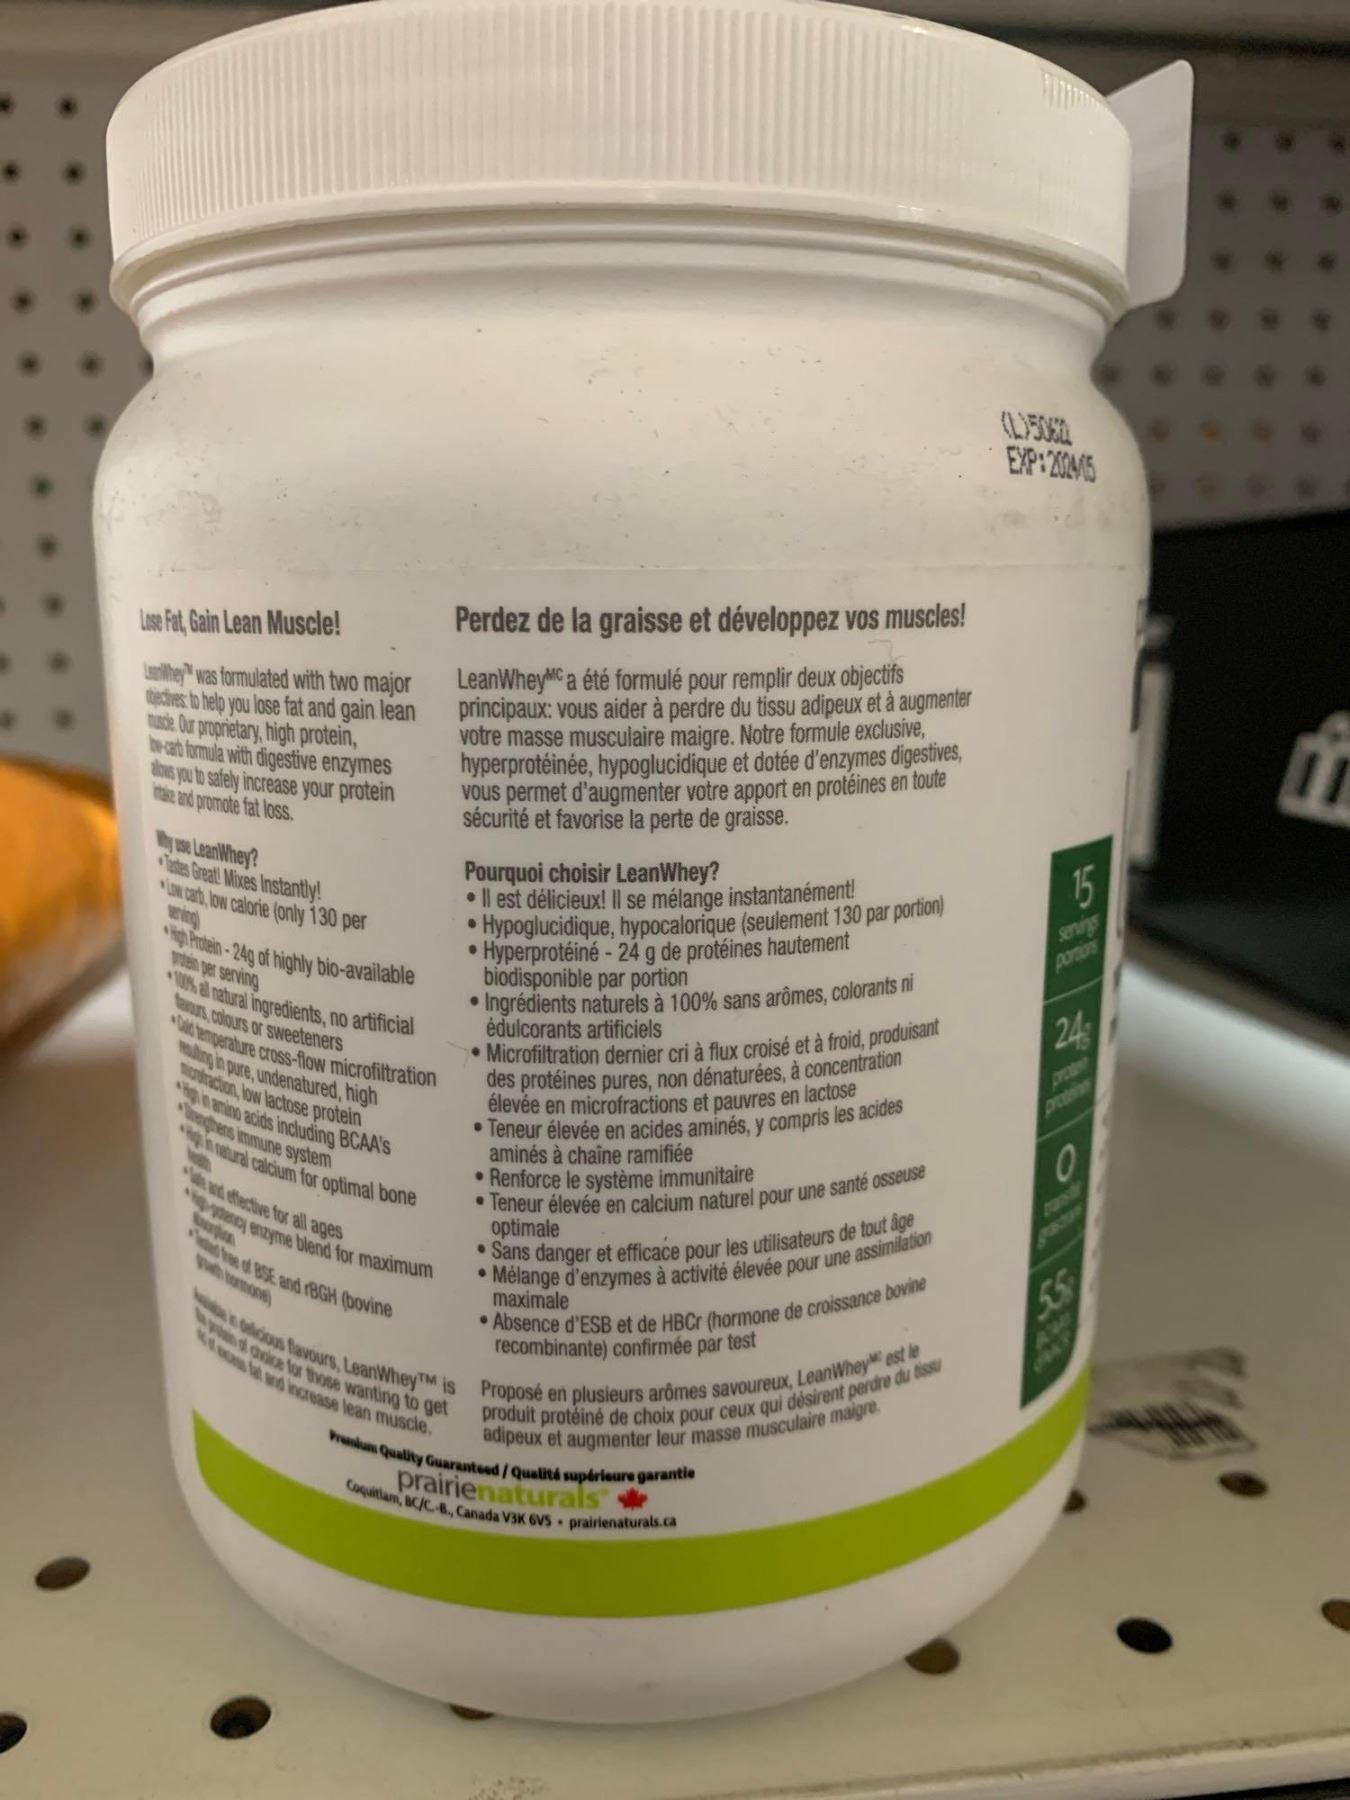 (L)50622
EXP: 2024/05
Lose Fat, Gain Lean Muscle!
LeanWhey™ was formulated with two major
objectives: to help you lose fat and gain lean
muscle. Our proprietary, high protein,
low-carb formula with digestive enzymes
allows you to safely increase your protein
intake and promote fat loss.
Why use LeanWhey?
• Tastes Great! Mixes Instantly!
• Low carb, low calorie (only 130 per
serving)
• High Protein - 24g of highly bio-available
protein per serving
• 100% all natural ingredients, no artificial
flavours, colours or sweeteners
• Cold temperature cross-flow microfiltration
resulting in pure, undenatured, high
microfraction, low lactose protein
• High in amino acids including BCAA's
• Strengthens immune system
• High in natural calcium for optimal bone
health
• Safe and effective for all ages
• High-potency enzyme blend for maximum
absorption
• Tested free of BSE and rBGH (bovine
growth hormone)
Available in delicious flavours, LeanWhey™ is
the protein of choice for those wanting to get
rid of excess fat and increase lean muscle.
Perdez de la graisse et développez vos muscles!
LeanWheyᴹᶜ a été formulé pour remplir deux objectifs
principaux: vous aider à perdre du tissu adipeux et à augmenter
votre masse musculaire maigre. Notre formule exclusive,
hyperprotéinée, hypoglucidique et dotée d'enzymes digestives,
vous permet d'augmenter votre apport en protéines en toute
sécurité et favorise la perte de graisse.
Pourquoi choisir LeanWhey?
• Il est délicieux! Il se mélange instantanément!
• Hypoglucidique, hypocalorique (seulement 130 par portion)
• Hyperprotéiné - 24 g de protéines hautement
biodisponible par portion
• Ingrédients naturels à 100% sans arômes, colorants ni
édulcorants artificiels
• Microfiltration dernier cri à flux croisé et à froid, produisant
des protéines pures, non dénaturées, à concentration
élevée en microfractions et pauvres en lactose
• Teneur élevée en acides aminés, y compris les acides
aminés à chaîne ramifiée
• Renforce le système immunitaire
• Teneur élevée en calcium naturel pour une santé osseuse
optimale
• Sans danger et efficace pour les utilisateurs de tout âge
• Mélange d'enzymes à activité élevée pour une assimilation
maximale
• Absence d'ESB et de HBCr (hormone de croissance bovine
recombinante) confirmée par test
Proposé en plusieurs arômes savoureux, LeanWheyᴹᶜ est le
produit protéiné de choix pour ceux qui désirent perdre du tissu
adipeux et augmenter leur masse musculaire maigre.
Premium Quality Guaranteed / Qualité supérieure garantie
prairienaturals®
Coquitlam, BC/C.-B., Canada V3K 6V5 • prairienaturals.ca
15
servings
portions
24g
protein
protéines
0
trans fat
gras trans
5.5g
BCAA's